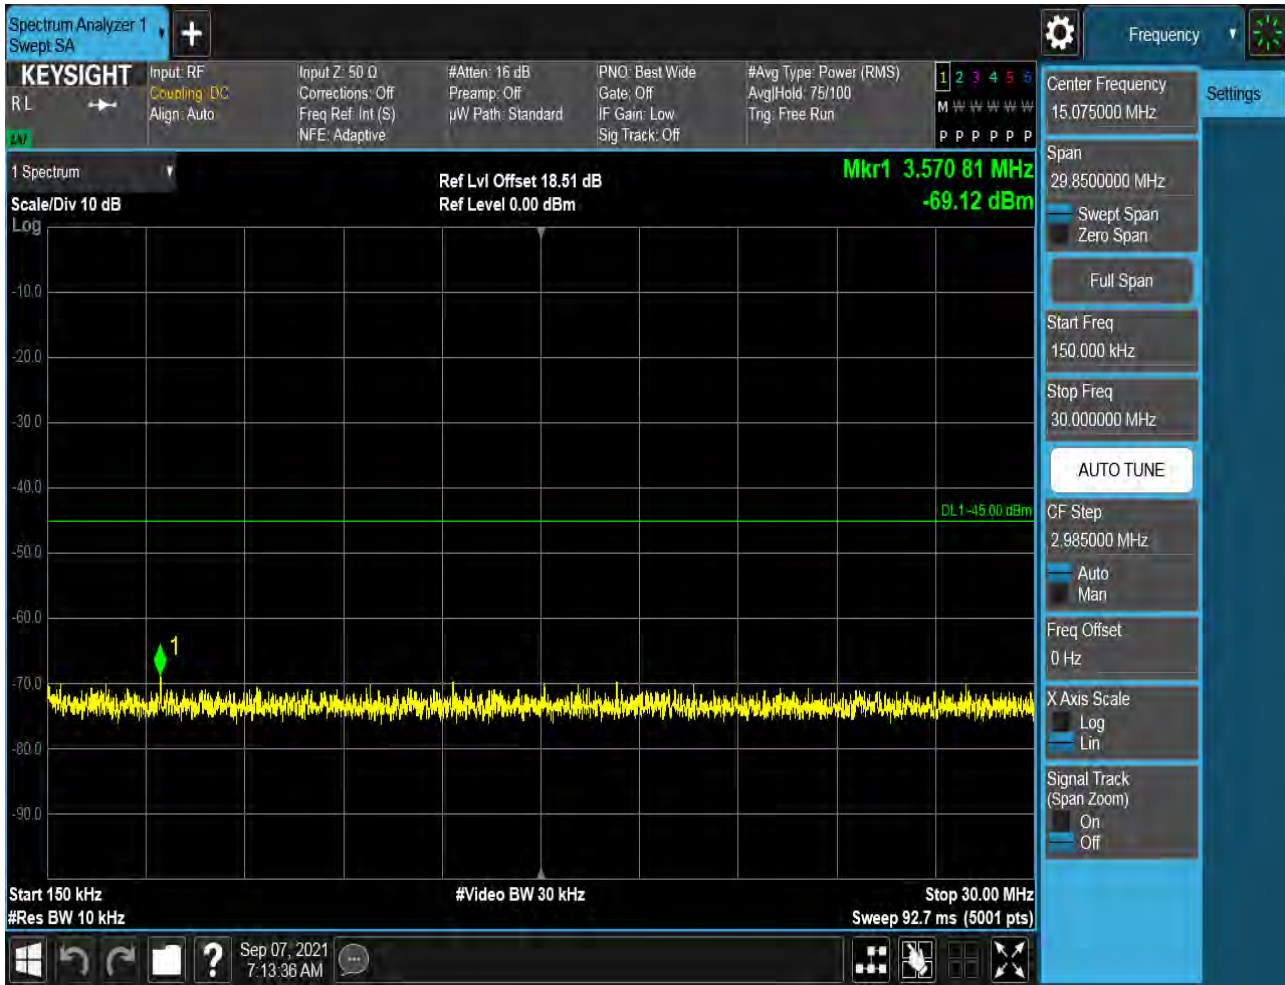 Spectrum Analyzer 1
Swept SA
Frequency
KEYSIGHT
R L
LXI
Input: RF
Coupling: DC
Align: Auto
Input Z: 50 Ω
Corrections: Off
Freq Ref: Int (S)
NFE: Adaptive
#Atten: 16 dB
Preamp: Off
µW Path: Standard
PNO: Best Wide
Gate: Off
IF Gain: Low
Sig Track: Off
#Avg Type: Power (RMS)
Avg|Hold: 75/100
Trig: Free Run
1 2 3 4 5 6
M W W W W W
P P P P P P
1 Spectrum
Scale/Div 10 dB
Log
Ref Lvl Offset 18.51 dB
Ref Level 0.00 dBm
Mkr1 3.570 81 MHz
-69.12 dBm
-10.0
-20.0
-30.0
-40.0
DL1 -45.00 dBm
-50.0
-60.0
1
-70.0
-80.0
-90.0
Start 150 kHz
#Res BW 10 kHz
#Video BW 30 kHz
Stop 30.00 MHz
Sweep 92.7 ms (5001 pts)
Sep 07, 2021
7:13:36 AM
?
Center Frequency
15.075000 MHz
Settings
Span
29.8500000 MHz
Swept Span
Zero Span
Full Span
Start Freq
150.000 kHz
Stop Freq
30.000000 MHz
AUTO TUNE
CF Step
2.985000 MHz
Auto
Man
Freq Offset
0 Hz
X Axis Scale
Log
Lin
Signal Track
(Span Zoom)
On
Off